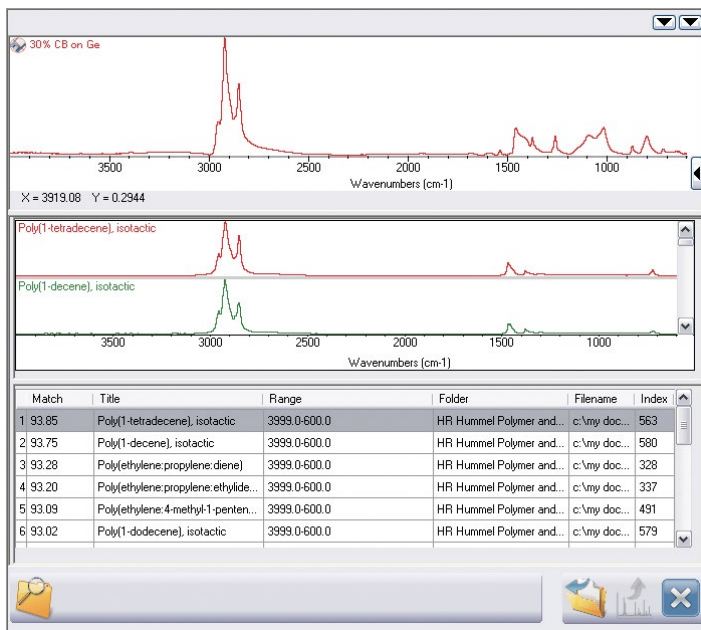 30% CB on Ge
3500 3000 2500 2000 1500 1000
Wavenumbers (cm-1)
X = 3919.08 Y = 0.2944
Poly(1-tetradecene), isotactic
Poly(1-decene), isotactic
3500 3000 2500 2000 1500 1000
Wavenumbers (cm-1)
Match Title Range Folder Filename Index
1 93.85 Poly(1-tetradecene), isotactic 3999.0-600.0 HR Hummel Polymer and... c:\my doc... 563
2 93.75 Poly(1-decene), isotactic 3999.0-600.0 HR Hummel Polymer and... c:\my doc... 580
3 93.28 Poly(ethylene:propylene:diene) 3999.0-600.0 HR Hummel Polymer and... c:\my doc... 328
4 93.20 Poly(ethylene:propylene:ethylide... 3999.0-600.0 HR Hummel Polymer and... c:\my doc... 337
5 93.09 Poly(ethylene:4-methyl-1-penten... 3999.0-600.0 HR Hummel Polymer and... c:\my doc... 491
6 93.02 Poly(1-dodecene), isotactic 3999.0-600.0 HR Hummel Polymer and... c:\my doc... 579